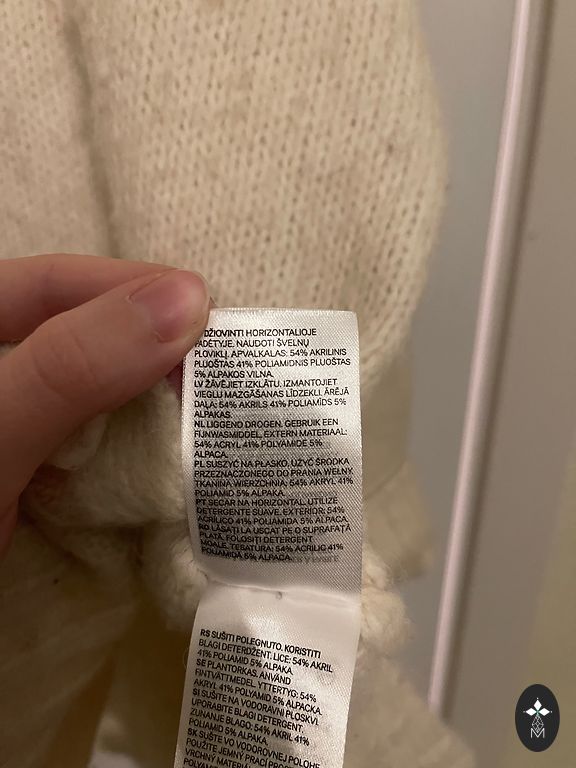 DŽIOVINTI HORIZONTALIOJE
PADĖTYJE. NAUDOTI ŠVELNŲ
PLOVIKLĮ. APVALKALAS: 54% AKRILINIS
PLUOŠTAS 41% POLIAMIDNIS PLUOŠTAS
5% ALPAKOS VILNA.
LV ŽĀVĒJIET IZKLĀTU. IZMANTOJIET
VIEGLU MAZGĀŠANAS LĪDZEKLI. ĀRĒJĀ
DAĻA: 54% AKRILS 41% POLIAMĪDS 5%
ALPAKAS.
NL LIGGEND DROGEN. GEBRUIK EEN
FIJNWASMIDDEL. EXTERN MATERIAAL:
54% ACRYL 41% POLYAMIDE 5%
ALPACA.
PL SUSZYĆ NA PŁASKO. UŻYĆ ŚRODKA
PRZEZNACZONEGO DO PRANIA WEŁNY.
TKANINA WIERZCHNIA: 54% AKRYL 41%
POLIAMID 5% ALPAKA.
PT SECAR NA HORIZONTAL. UTILIZE
DETERGENTE SUAVE. EXTERIOR: 54%
ACRÍLICO 41% POLIAMIDA 5% ALPACA.
RO LĂSAȚI LA USCAT PE O SUPRAFAȚĂ
PLATĂ. FOLOSIȚI DETERGENT
MOALE. ȚESĂTURĂ: 54% ACRILIC 41%
POLIAMIDĂ 5% ALPACA.
RS SUŠITI POLEGNUTO. KORISTITI
BLAGI DETERDŽENT. LICE: 54% AKRIL
41% POLIAMID 5% ALPAKA.
SE PLANTORKAS. ANVÄND
FINTVÄTTMEDEL. YTTERTYG: 54%
AKRYL 41% POLYAMID 5% ALPACKA.
SI SUŠITE NA VODORAVNI PLOSKVI.
UPORABITE BLAGI DETERGENT.
ZUNANJE BLAGO: 54% AKRIL 41%
POLIAMID 5% ALPAKA.
SK SUŠTE VO VODOROVNEJ POLOHE.
POUŽITE JEMNÝ PRACÍ
VRCHNÝ MATERIÁL